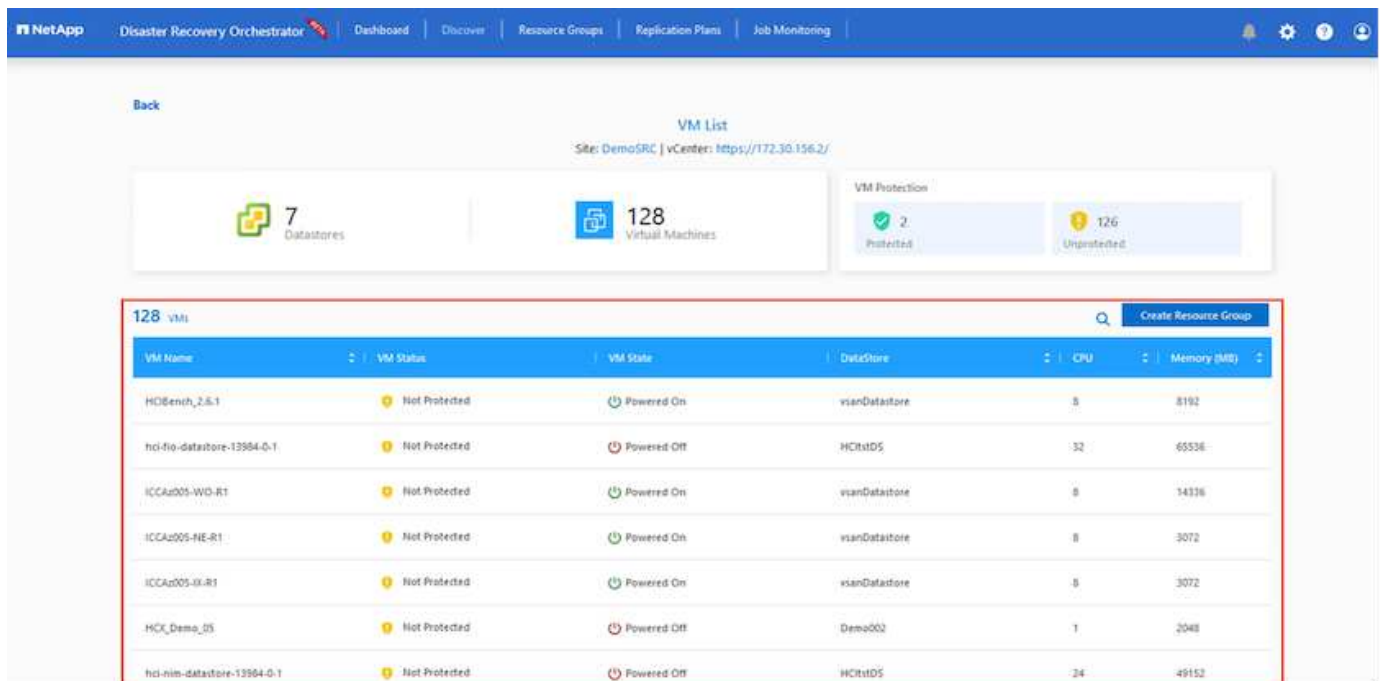 NetApp Disaster Recovery Orchestrator Dashboard Discover Resource Groups Replication Plans Job Monitoring
Back
VM List
Site: DemoSRC | vCenter: https://172.30.156.2/
7
Datastores
128
Virtual Machines
VM Protection
2
Protected
126
Unprotected
128 VMs
Create Resource Group
VM Name VM Status VM State DataStore CPU Memory (MB)
HCIBench_2.6.1 Not Protected Powered On vsanDatastore 8 8192
hci-fio-datastore-13984-0-1 Not Protected Powered Off HCItstDS 32 65536
ICCAz005-WO-R1 Not Protected Powered On vsanDatastore 8 14336
ICCAz005-NE-R1 Not Protected Powered On vsanDatastore 8 3072
ICCAz005-IX-R1 Not Protected Powered On vsanDatastore 8 3072
HCX_Demo_05 Not Protected Powered Off Demo002 1 2048
hci-nim-datastore-13984-0-1 Not Protected Powered Off HCItstDS 24 49152